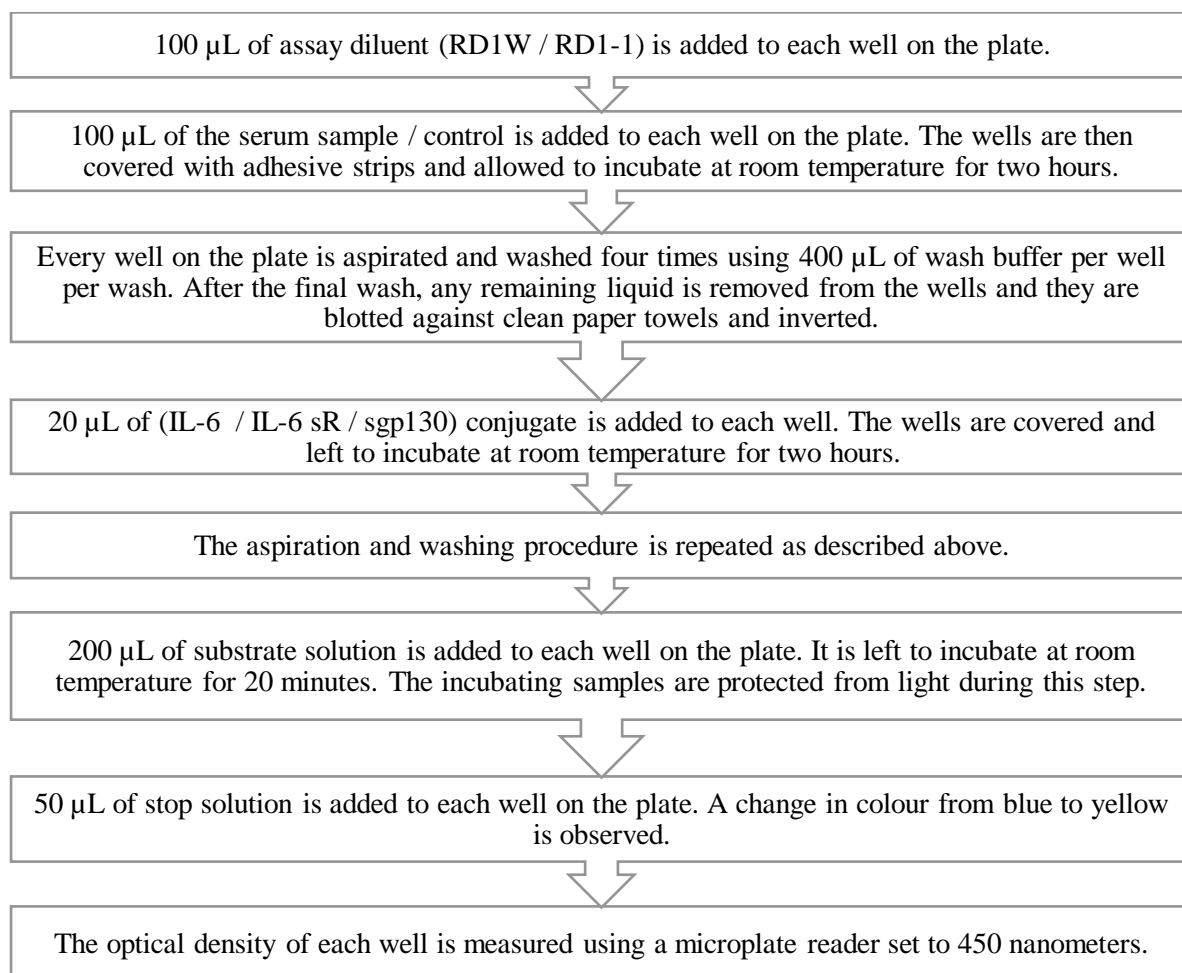 100 µL of assay diluent (RD1W / RD1-1) is added to each well on the plate.
100 µL of the serum sample / control is added to each well on the plate. The wells are then
covered with adhesive strips and allowed to incubate at room temperature for two hours.
Every well on the plate is aspirated and washed four times using 400 µL of wash buffer per well
per wash. After the final wash, any remaining liquid is removed from the wells and they are
blotted against clean paper towels and inverted.
20 µL of (IL-6 / IL-6 sR / sgp130) conjugate is added to each well. The wells are covered and
left to incubate at room temperature for two hours.
The aspiration and washing procedure is repeated as described above.
200 µL of substrate solution is added to each well on the plate. It is left to incubate at room
temperature for 20 minutes. The incubating samples are protected from light during this step.
50 µL of stop solution is added to each well on the plate. A change in colour from blue to yellow
is observed.
The optical density of each well is measured using a microplate reader set to 450 nanometers.